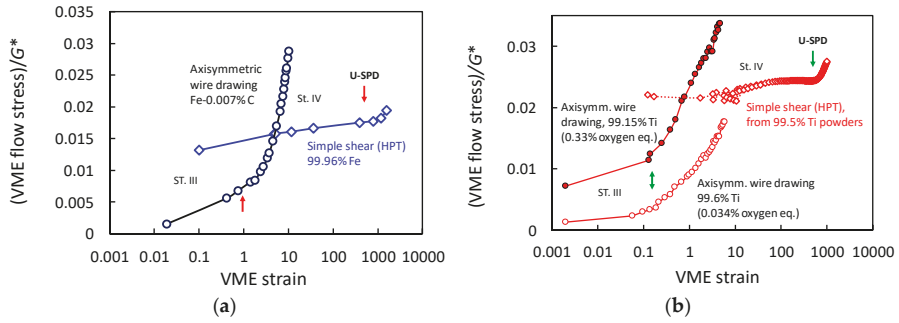 0.035
0.03
0.025
0.02
0.015
0.01
0.005
0
(VME flow stress)/G*
Axisymmetric
wire drawing
Fe-0.007% C
U-SPD
St. IV
Simple shear (HPT)
99.96% Fe
ST. III
0.001 0.01 0.1 1 10 100 1000 10000
VME strain
(a)
0.03
0.02
0.01
0
(VME flow stress)/G*
U-SPD
St. IV
Axisymm. wire
drawing, 99.15% Ti
(0.33% oxygen eq.)
Simple shear (HPT),
from 99.5% Ti powders
ST. III
Axisymm. wire drawing
99.6% Ti
(0.034% oxygen eq.)
0.001 0.01 0.1 1 10 100 1000 10000
VME strain
(b)